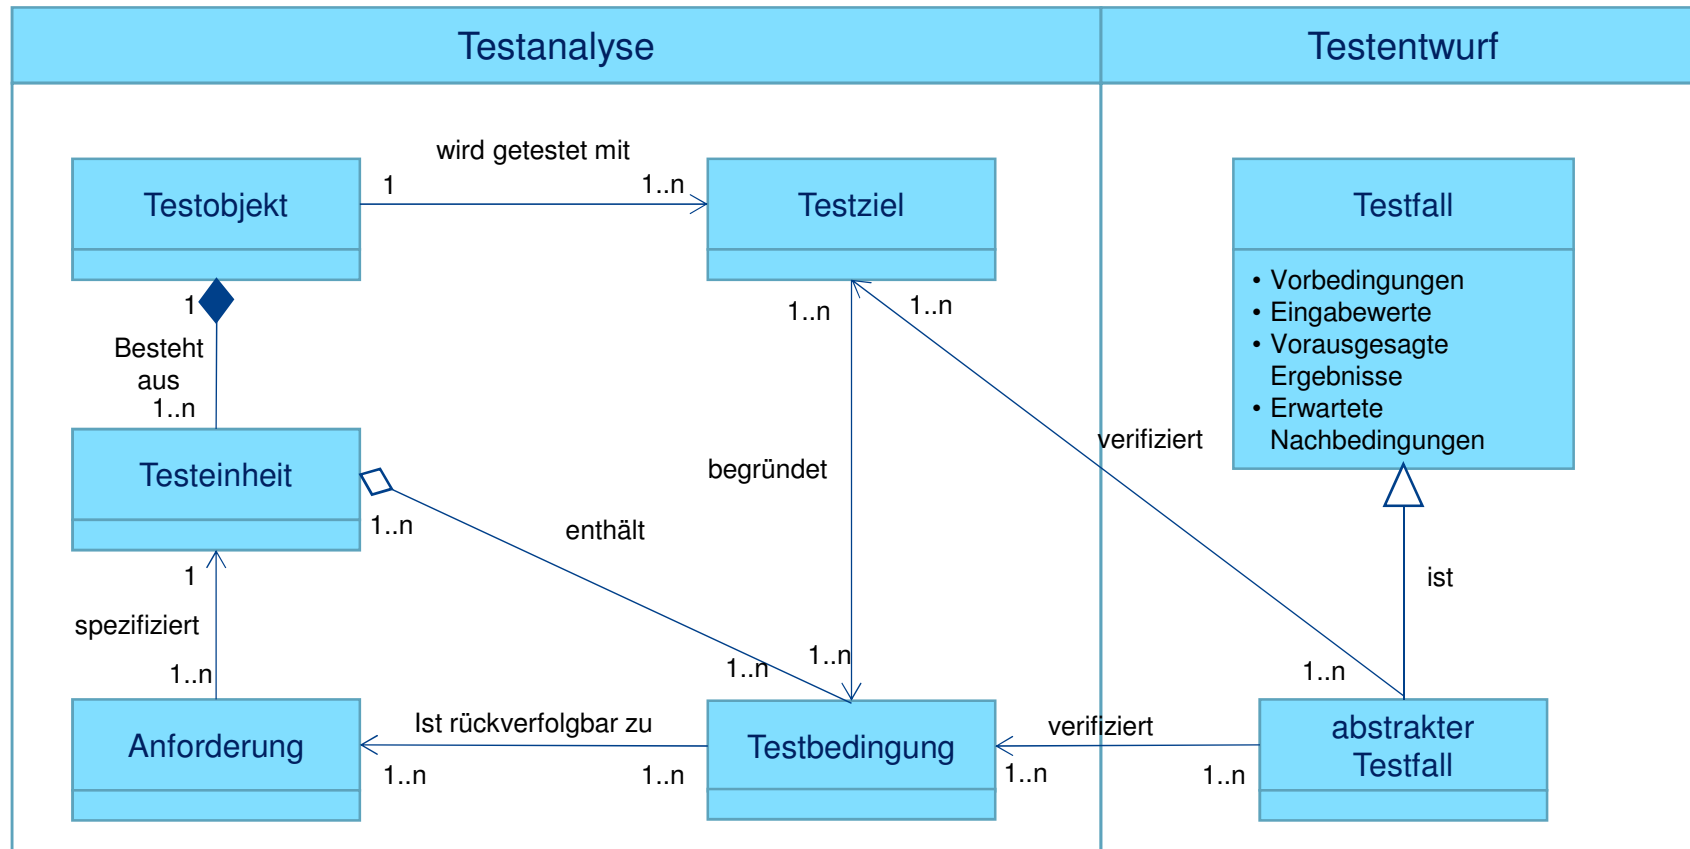 Testanalyse
Testentwurf
wird getestet mit
1
1..n
Testobjekt
Testziel
Testfall
• Vorbedingungen
• Eingabewerte
• Vorausgesagte
Ergebnisse
• Erwartete
Nachbedingungen
1
Besteht
aus
1..n
1..n
1..n
verifiziert
Testeinheit
begründet
1..n
enthält
1
ist
spezifiziert
1..n
1..n
1..n
1..n
Anforderung
Ist rückverfolgbar zu
1..n
1..n
Testbedingung
verifiziert
1..n
1..n
abstrakter
Testfall